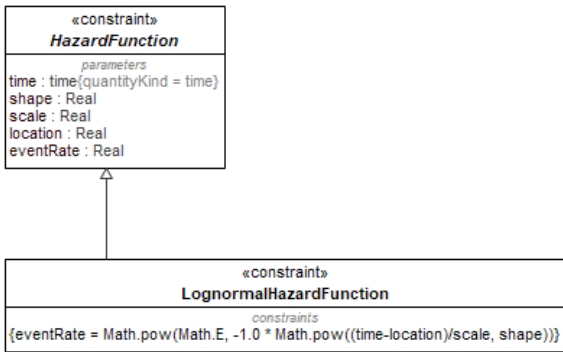 «constraint»
HazardFunction
parameters
time : time{quantityKind = time}
shape : Real
scale : Real
location : Real
eventRate : Real
«constraint»
LognormalHazardFunction
constraints
{eventRate = Math.pow(Math.E, -1.0 * Math.pow((time-location)/scale, shape))}